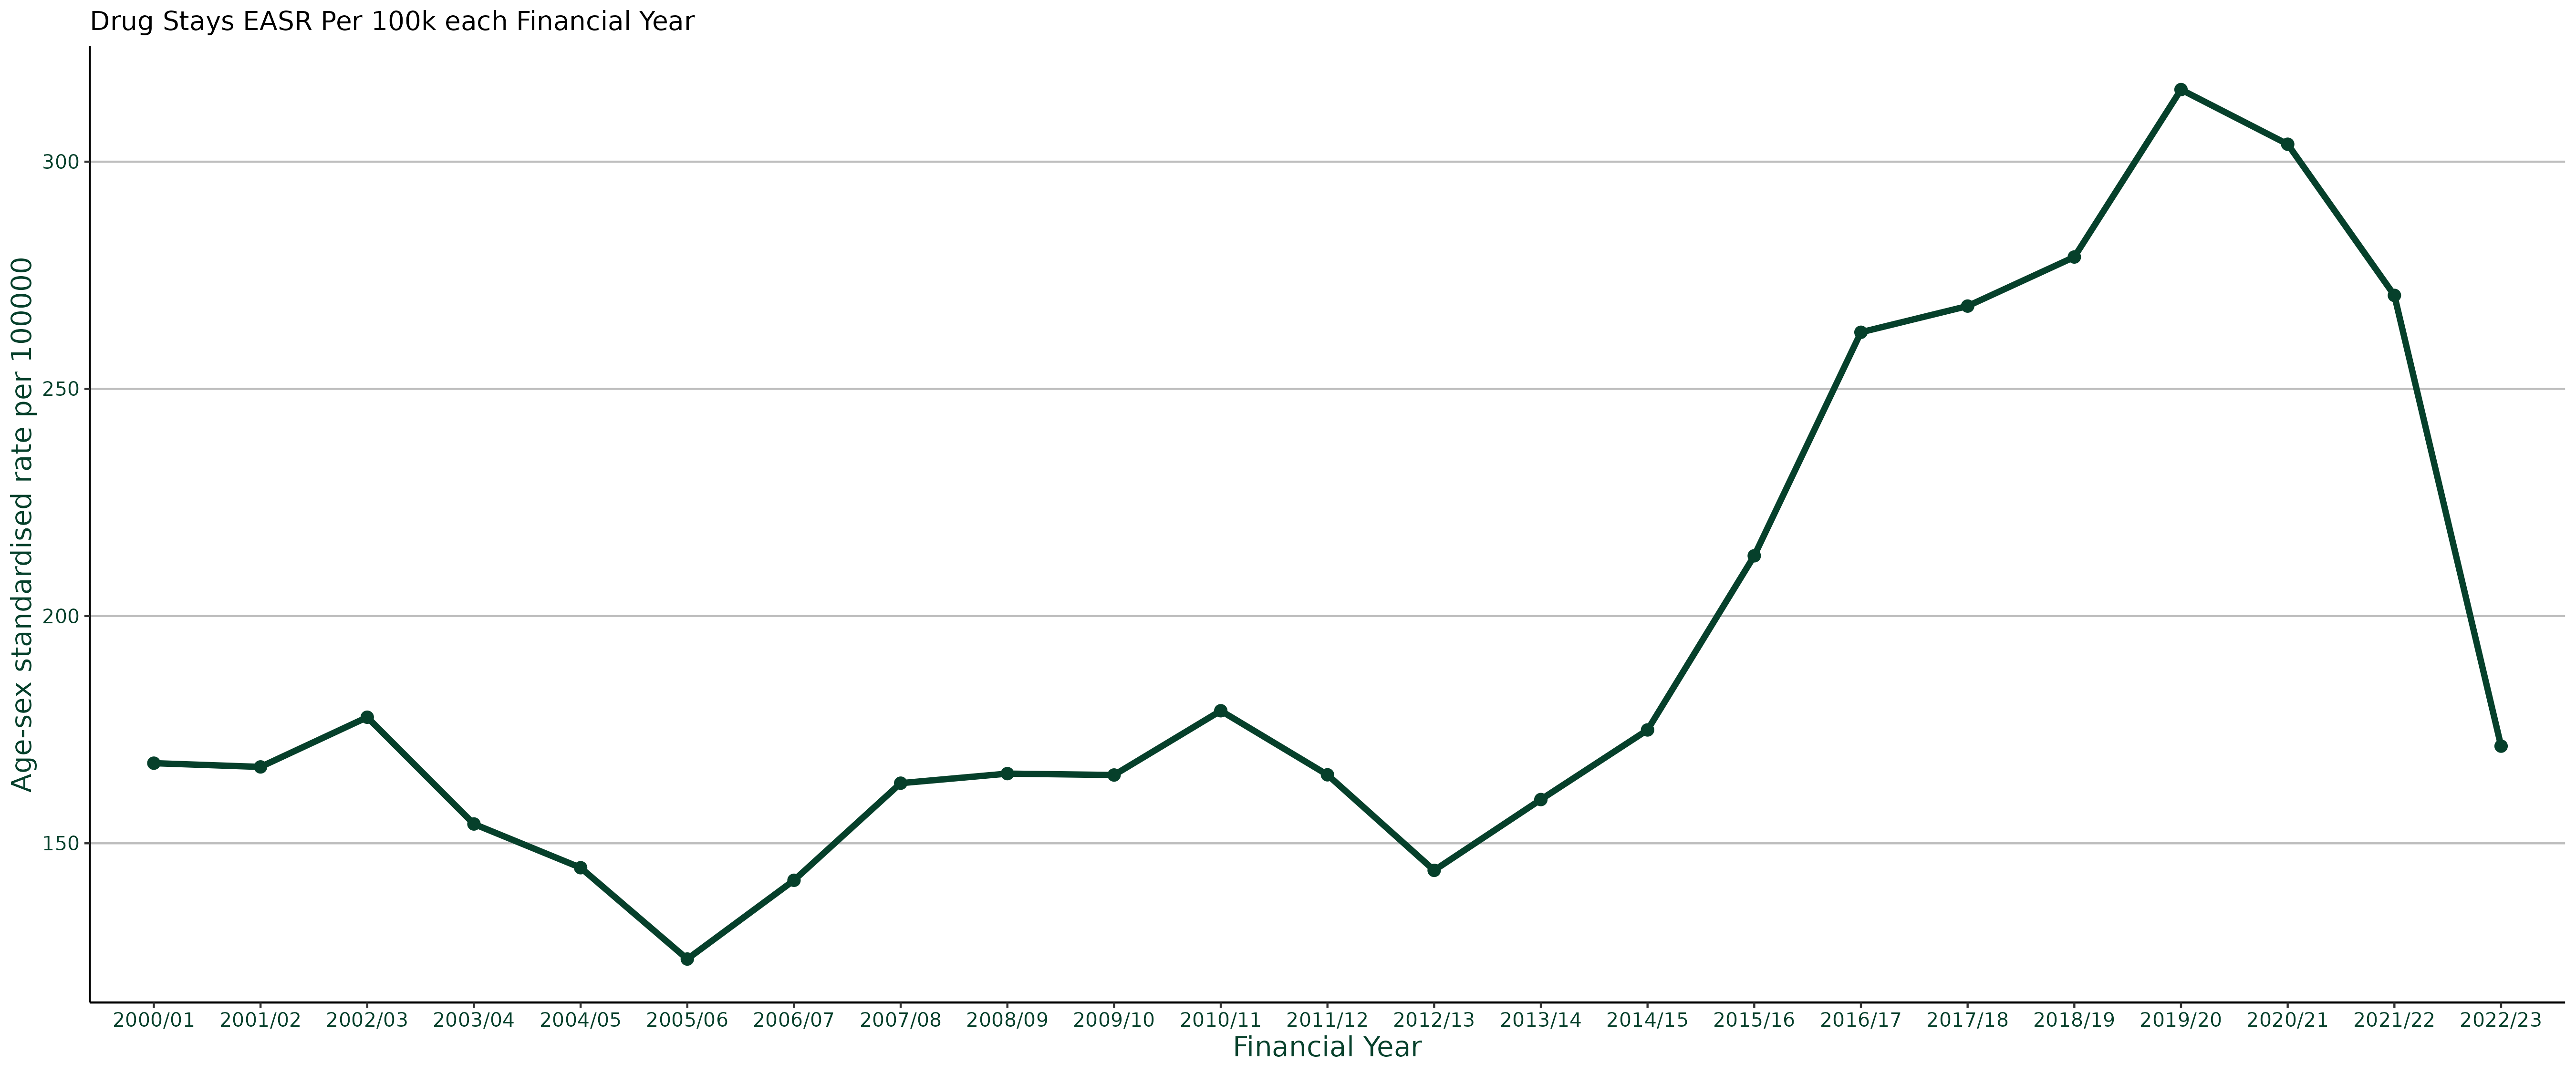 Drug Stays EASR Per 100k each Financial Year
Age-sex standardised rate per 100000
300
250
200
150
2000/01 2001/02 2002/03 2003/04 2004/05 2005/06 2006/07 2007/08 2008/09 2009/10 2010/11 2011/12 2012/13 2013/14 2014/15 2015/16 2016/17 2017/18 2018/19 2019/20 2020/21 2021/22 2022/23
Financial Year